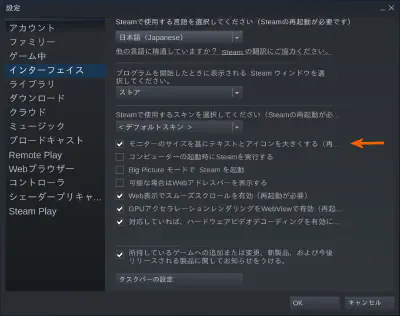 設定
アカウント
ファミリー
ゲーム中
インターフェイス
ライブラリ
ダウンロード
クラウド
ミュージック
ブロードキャスト
Remote Play
Webブラウザー
コントローラ
シェーダープリキャ...
Steam Play
Steamで使用する言語を選択してください（Steamの再起動が必要です）
日本語（Japanese）
他の言語に精通していますか？ Steam の翻訳にご協力ください。
プログラムを開始したときに表示される Steam ウィンドウを選
択してください。
ストア
Steamで使用するスキンを選択してください（Steamの再起動が必...
< デフォルトスキン >
モニターのサイズを基にテキストとアイコンを大きくする（再...
コンピューターの起動時にSteamを実行する
Big Picture モードで Steam を起動
可能な場合はWebアドレスバーを表示する
Web表示でスムーズスクロールを有効（再起動が必要）
GPUアクセラレーションレンダリングをWebViewで有効（再起...
対応していれば、ハードウェアビデオデコーディングを有効に...
所持しているゲームへの追加または変更、新製品、および今後
リリースされる製品に関してお知らせをうける。
タスクバーの設定
OK
キャンセル